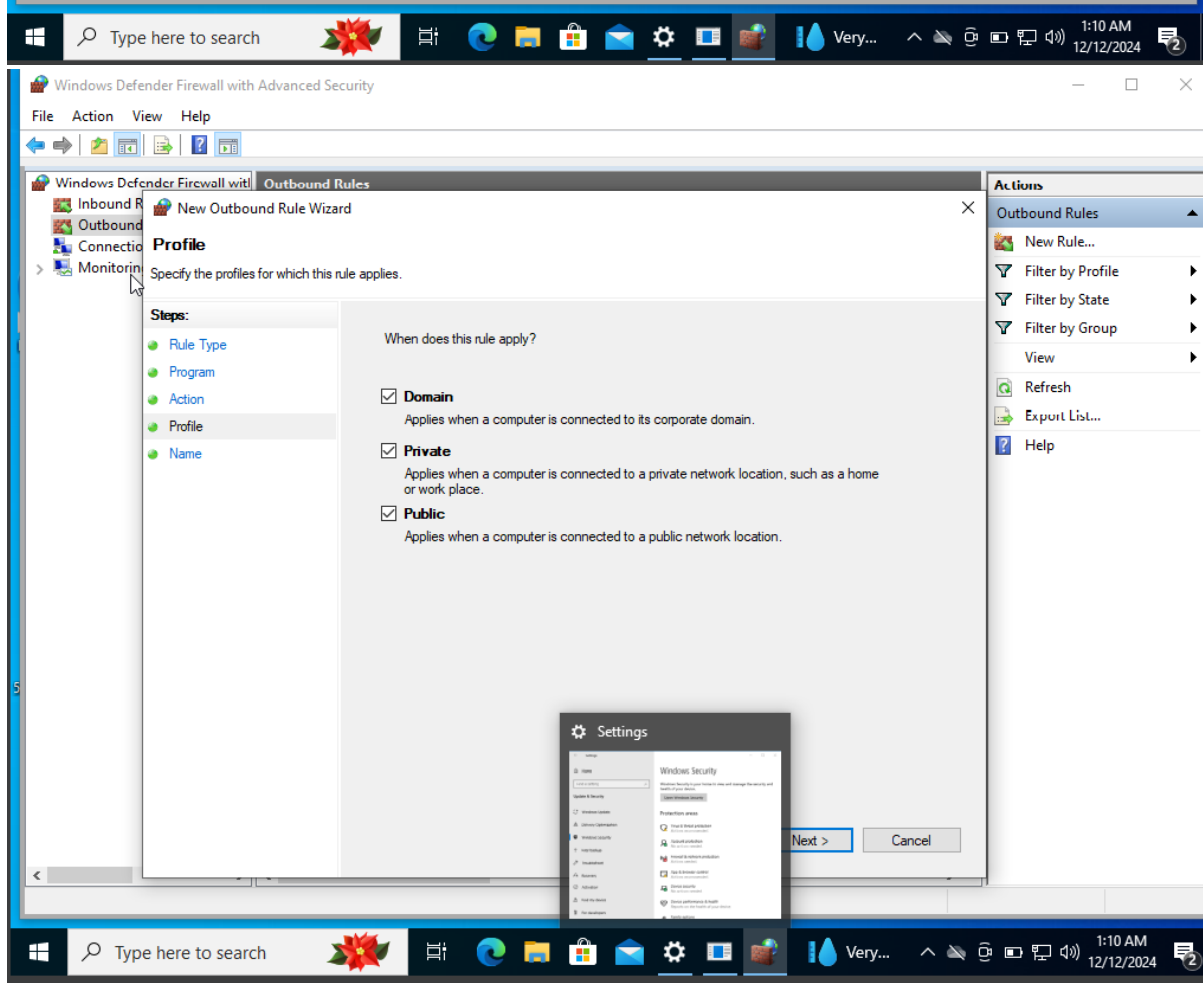 Type here to search
Very...
1:10 AM
12/12/2024
2
Windows Defender Firewall with Advanced Security
File Action View Help
Windows Defender Firewall witl
Inbound R
Outbound
Connectio
Monitorin
Outbound Rules
New Outbound Rule Wizard
Profile
Specify the profiles for which this rule applies.
Steps:
Rule Type
Program
Action
Profile
Name
When does this rule apply?
Domain
Applies when a computer is connected to its corporate domain.
Private
Applies when a computer is connected to a private network location, such as a home
or work place.
Public
Applies when a computer is connected to a public network location.
Next >
Cancel
Actions
Outbound Rules
New Rule...
Filter by Profile
Filter by State
Filter by Group
View
Refresh
Export List...
Help
5
Settings
Windows Security
Protection areas
Type here to search
Very...
1:10 AM
12/12/2024
2